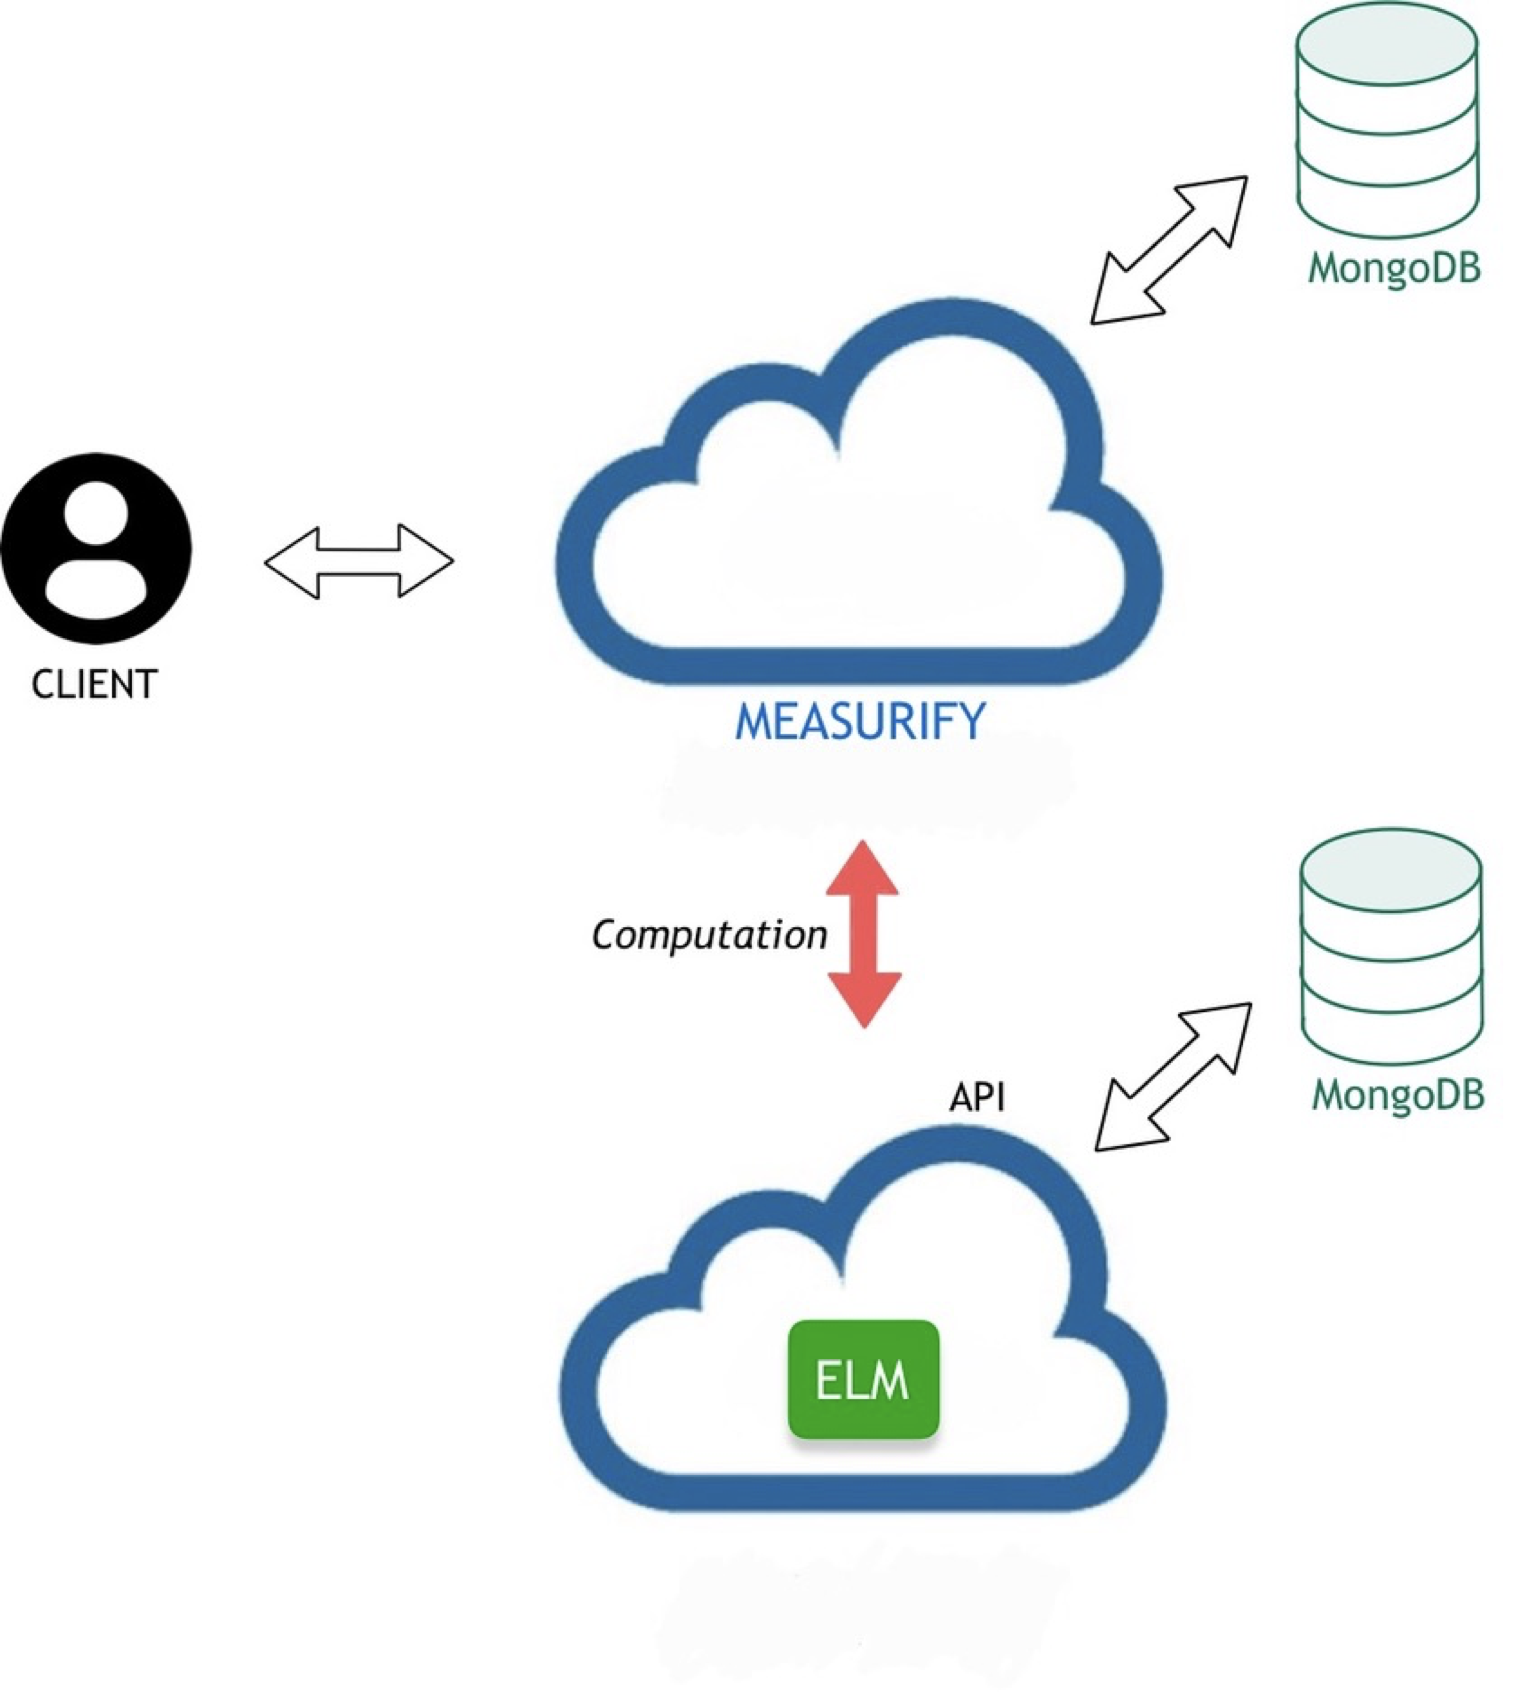 MongoDB
CLIENT
MEASURIFY
Computation
API
MongoDB
ELM